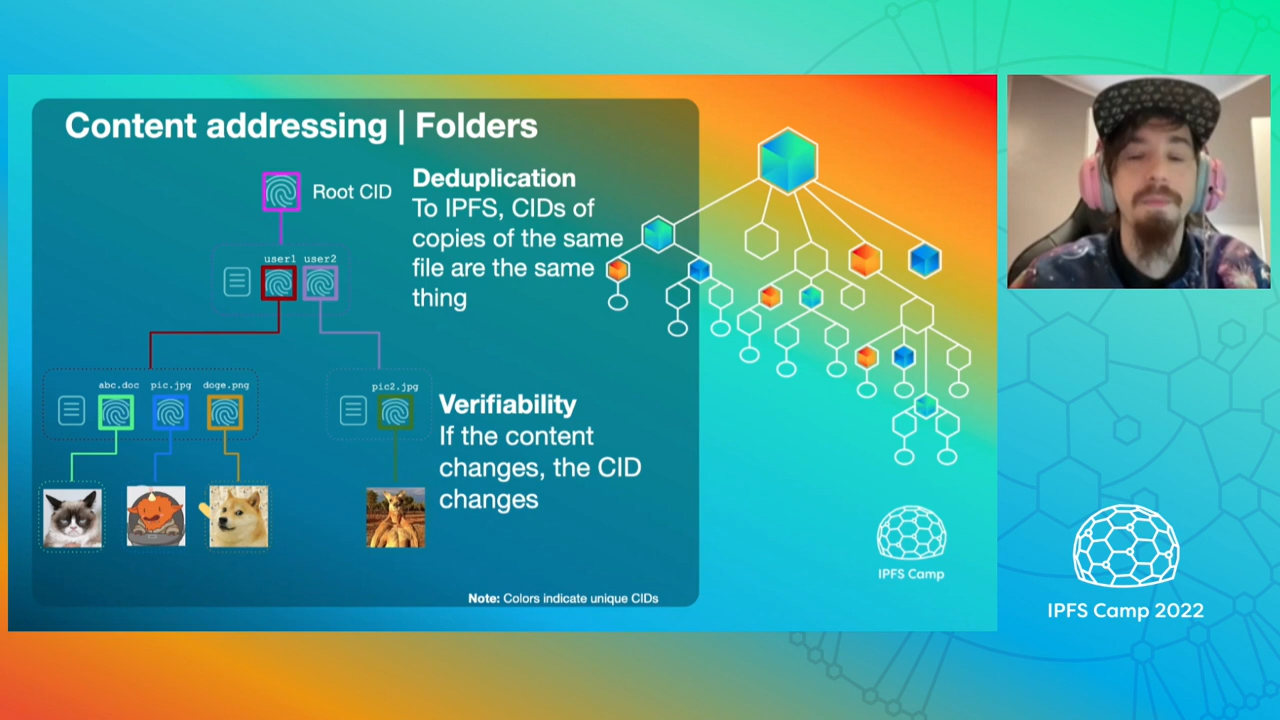 Content addressing | Folders
Root CID
Deduplication
To IPFS, CIDs of
copies of the same
file are the same
thing
user1 user2
abc.doc pic.jpg doge.png
pic2.jpg
Verifiability
If the content
changes, the CID
changes
Note: Colors indicate unique CIDs
IPFS Camp
IPFS Camp 2022